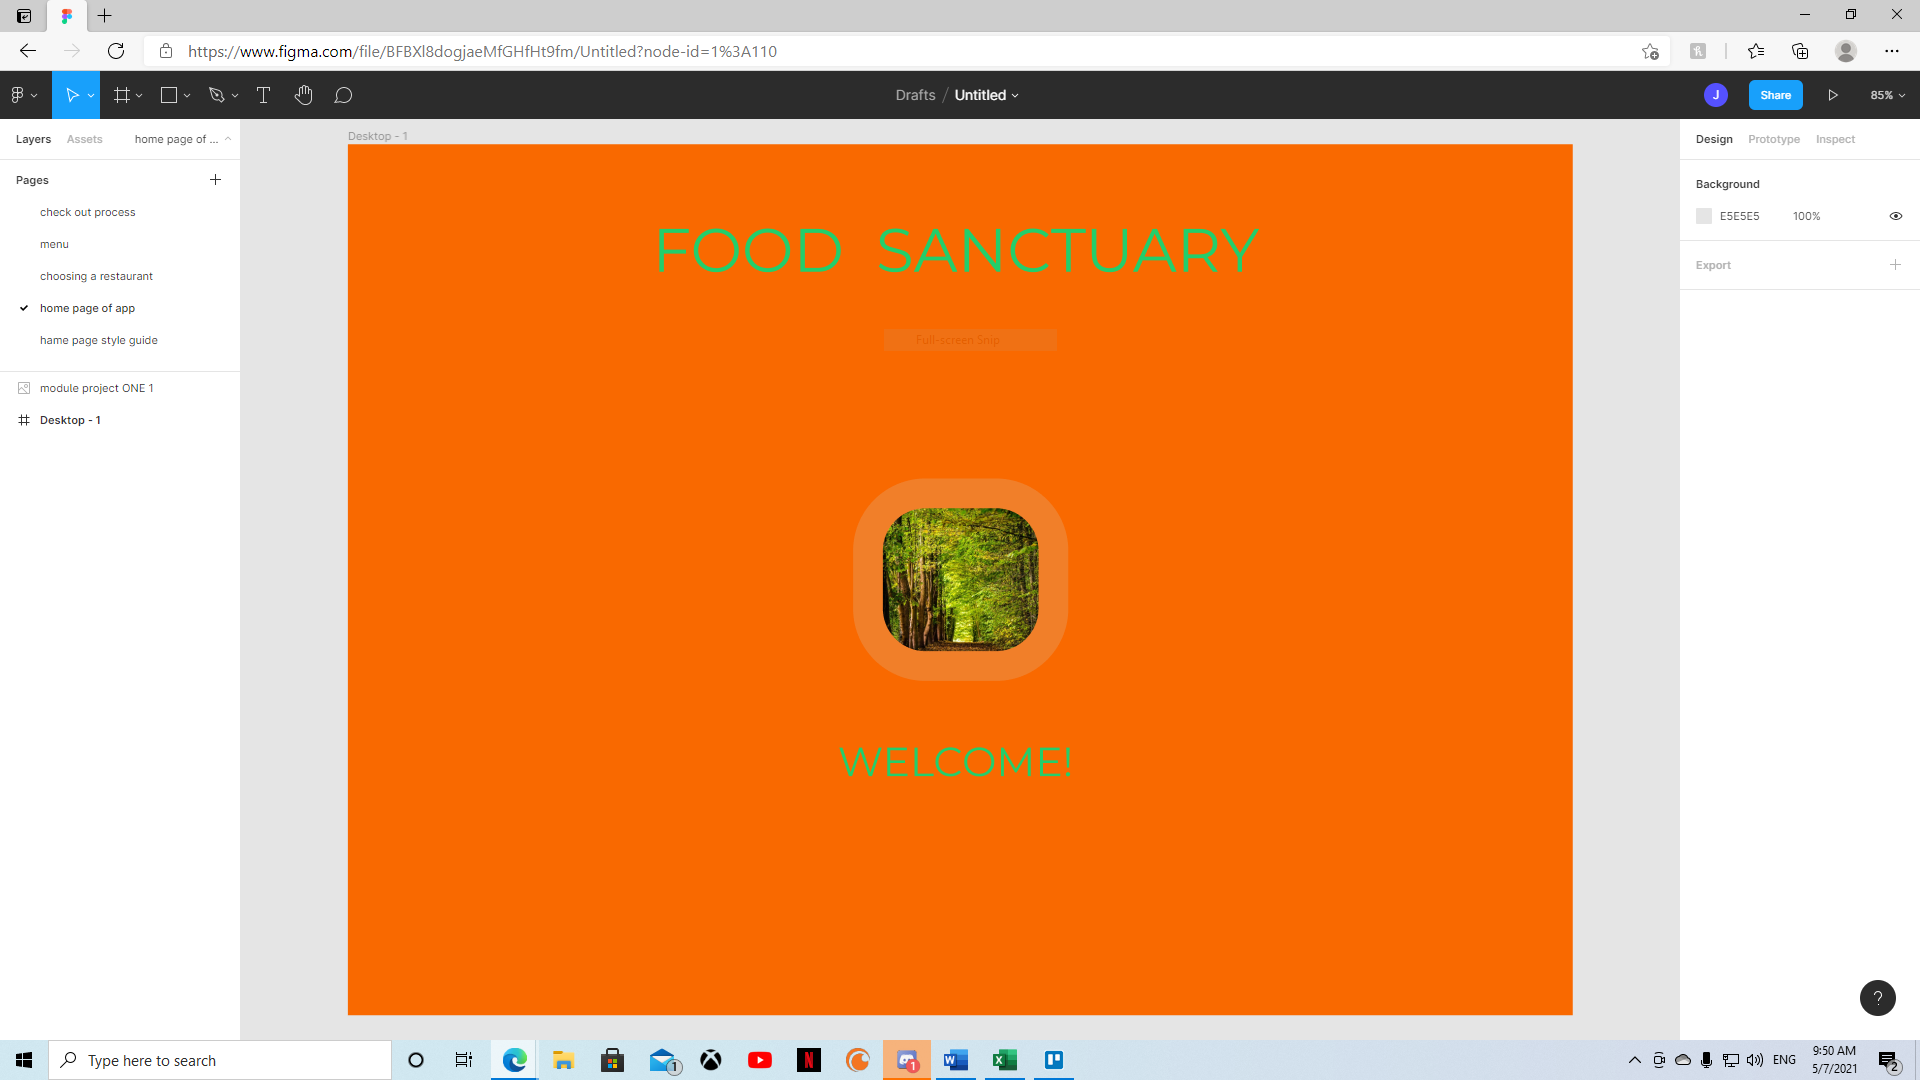 https://www.figma.com/file/BFBXl8dogjaeMfGHfHt9fm/Untitled?node-id=1%3A110
Drafts / Untitled
J
Share
85%
Layers Assets home page of ...
Desktop - 1
Design Prototype Inspect
Pages
check out process
menu
choosing a restaurant
home page of app
hame page style guide
module project ONE 1
Desktop - 1
FOOD SANCTUARY
Full-screen Snip
WELCOME!
Background
E5E5E5 100%
Export
?
Type here to search
1
N
1
ENG
9:50 AM
5/7/2021
2